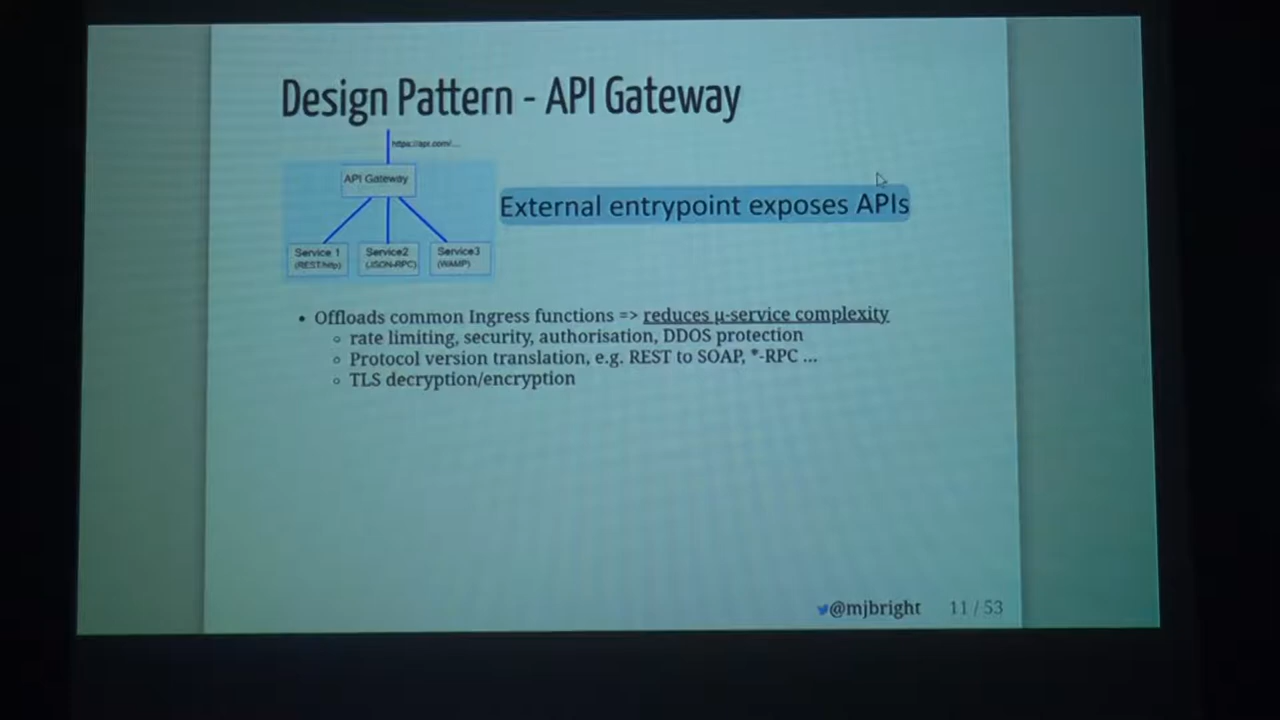 Design Pattern - API Gateway
https://api.com/....
API Gateway
External entrypoint exposes APIs
Service 1
(REST/http)
Service2
(JSON-RPC)
Service3
(WAMP)
• Offloads common Ingress functions => reduces μ-service complexity
◦ rate limiting, security, authorisation, DDOS protection
◦ Protocol version translation, e.g. REST to SOAP, *-RPC ...
◦ TLS decryption/encryption
@mjbright
11 / 53